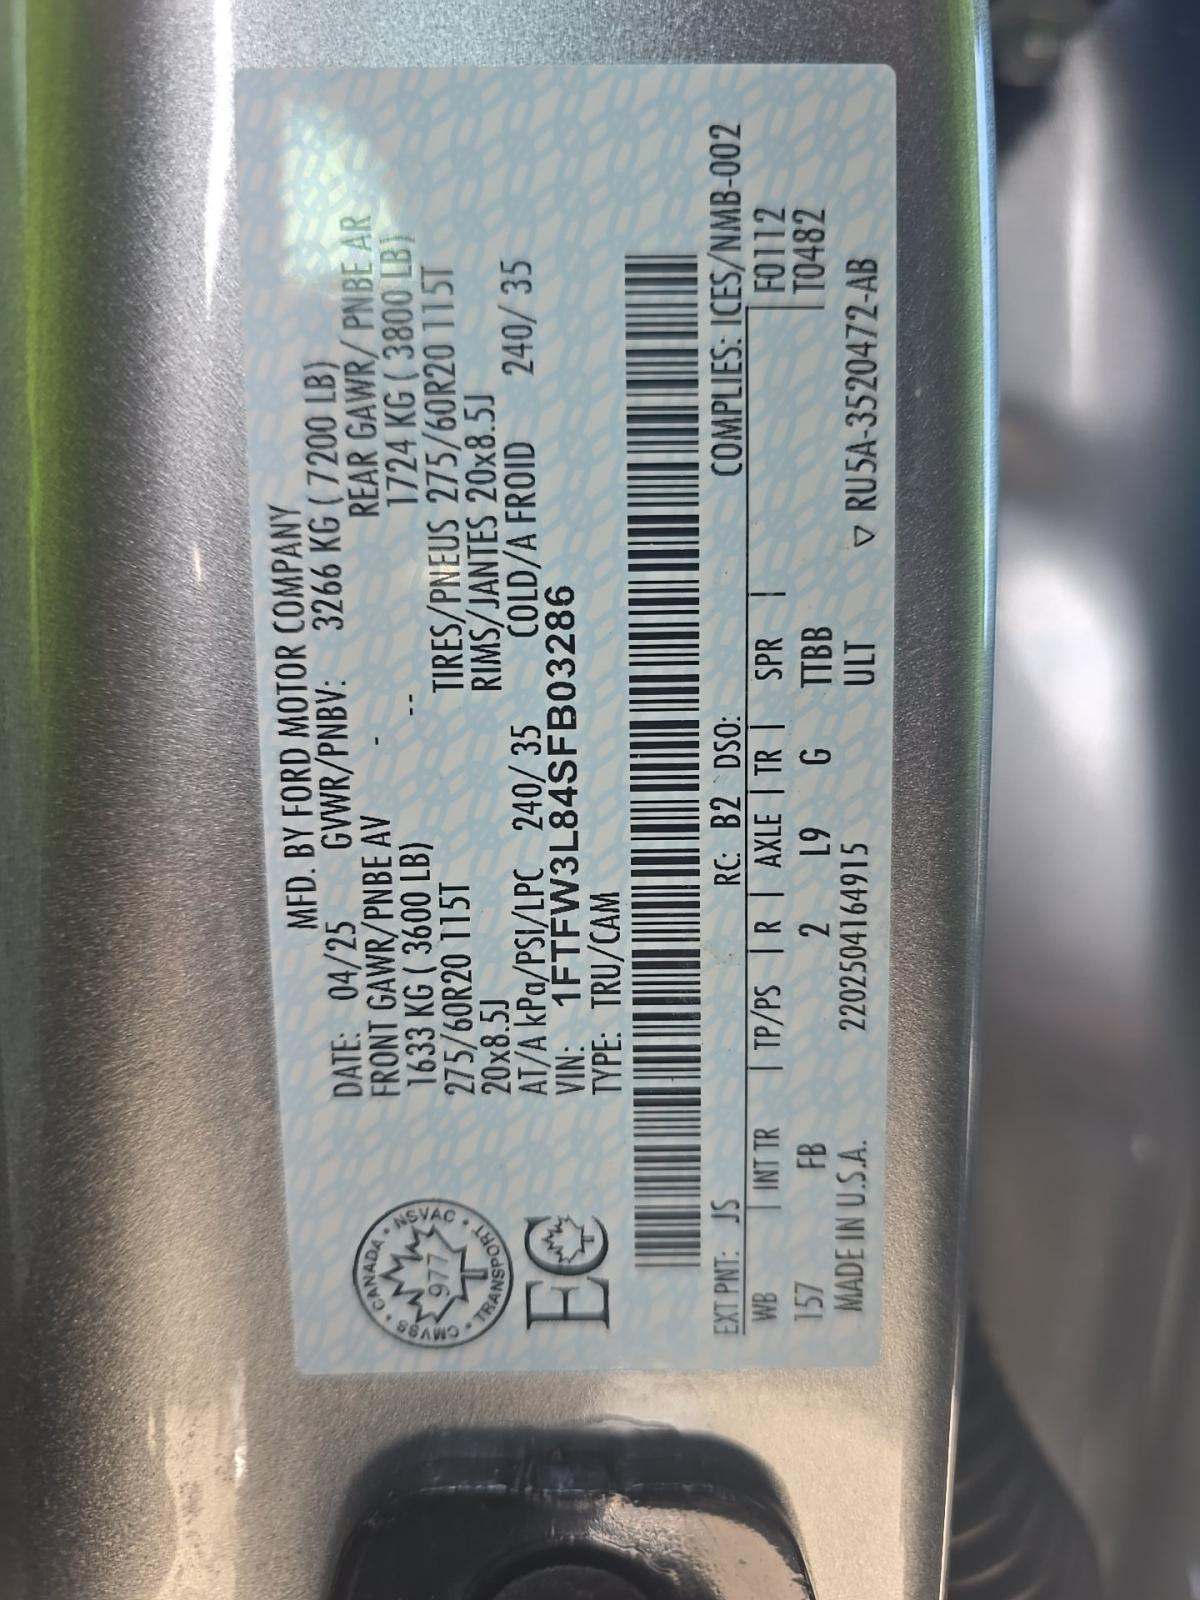 MFD. BY FORD MOTOR COMPANY
DATE: 04/25 GVWR/PNBV: 3266 KG ( 7200 LB)
FRONT GAWR/PNBE AV - REAR GAWR/ PNBE AR
1633 KG ( 3600 LB) -- 1724 KG ( 3800 LB)
275/60R20 115T TIRES/PNEUS 275/60R20 115T
20x8.5J RIMS/JANTES 20x8.5J
AT/A kPa/PSI/LPC 240/ 35 COLD/A FROID 240/ 35
VIN: 1FTFW3L84SFB03286
TYPE: TRU/CAM
CANADA • NSVAC • TRANSPORT • CMVSS •
977
EC
RC: B2 DSO:
EXT PNT: JS COMPLIES: ICES/NMB-002
WB | INT TR | TP/PS | R | AXLE | TR | SPR | F0112
157 FB 2 L9 G TTBB T0482
MADE IN U.S.A. 2202504164915 ULT ▽ RU5A-3520472-AB